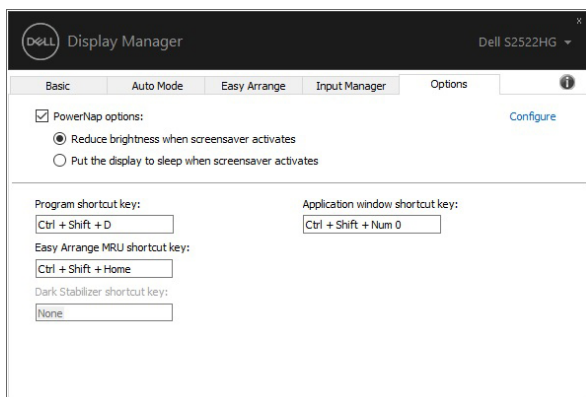 DELL Display Manager
x
Dell S2522HG
Basic
Auto Mode
Easy Arrange
Input Manager
Options
i
PowerNap options:
Configure
Reduce brightness when screensaver activates
Put the display to sleep when screensaver activates
Program shortcut key:
Application window shortcut key:
Ctrl + Shift + D
Ctrl + Shift + Num 0
Easy Arrange MRU shortcut key:
Ctrl + Shift + Home
Dark Stabilizer shortcut key:
None